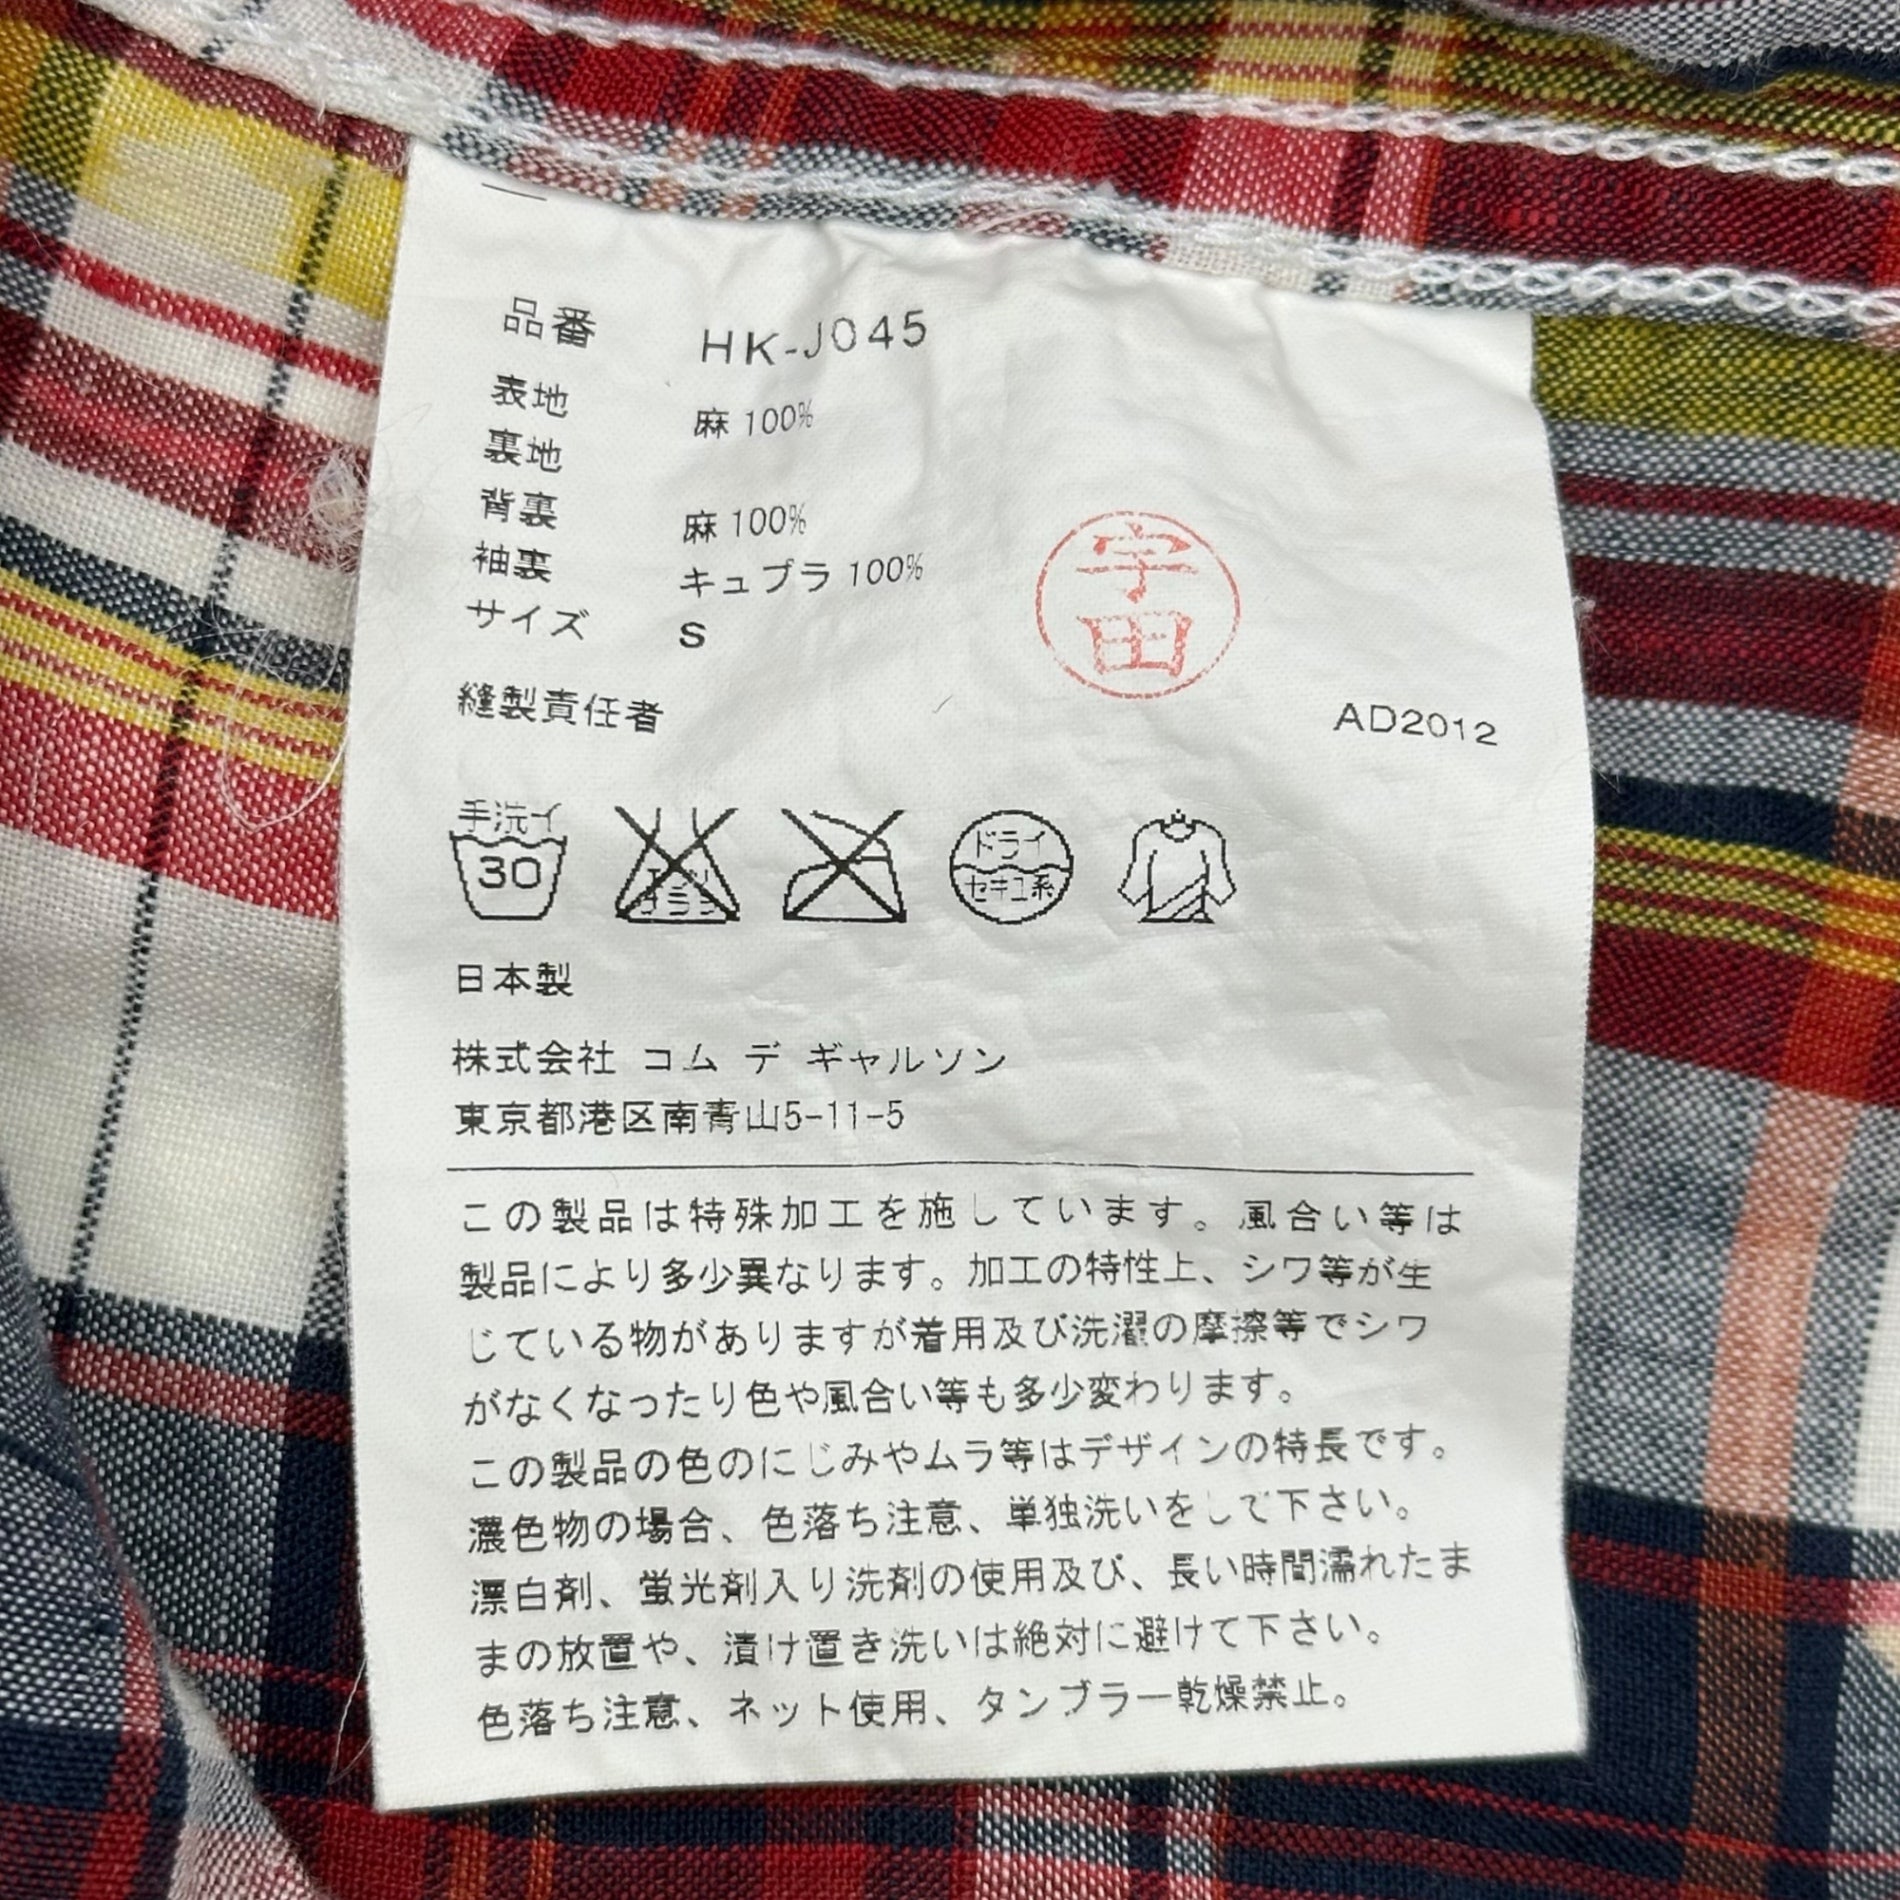 品番 HK-J045
表地 麻 100%
裏地
背裏 麻 100%
袖裏 キュプラ 100%
サイズ S
宇田
縫製責任者
AD2012
手洗イ
30
エンソサラシ
ドライ
セキユ系
日本製
株式会社 コム デ ギャルソン
東京都港区南青山5-11-5
この製品は特殊加工を施しています。風合い等は
製品により多少異なります。加工の特性上、シワ等が生
じている物がありますが着用及び洗濯の摩擦等でシワ
がなくなったり色や風合い等も多少変わります。
この製品の色のにじみやムラ等はデザインの特長です。
濃色物の場合、色落ち注意、単独洗いをして下さい。
漂白剤、蛍光剤入り洗剤の使用及び、長い時間濡れたま
まの放置や、漬け置き洗いは絶対に避けて下さい。
色落ち注意、ネット使用、タンブラー乾燥禁止。